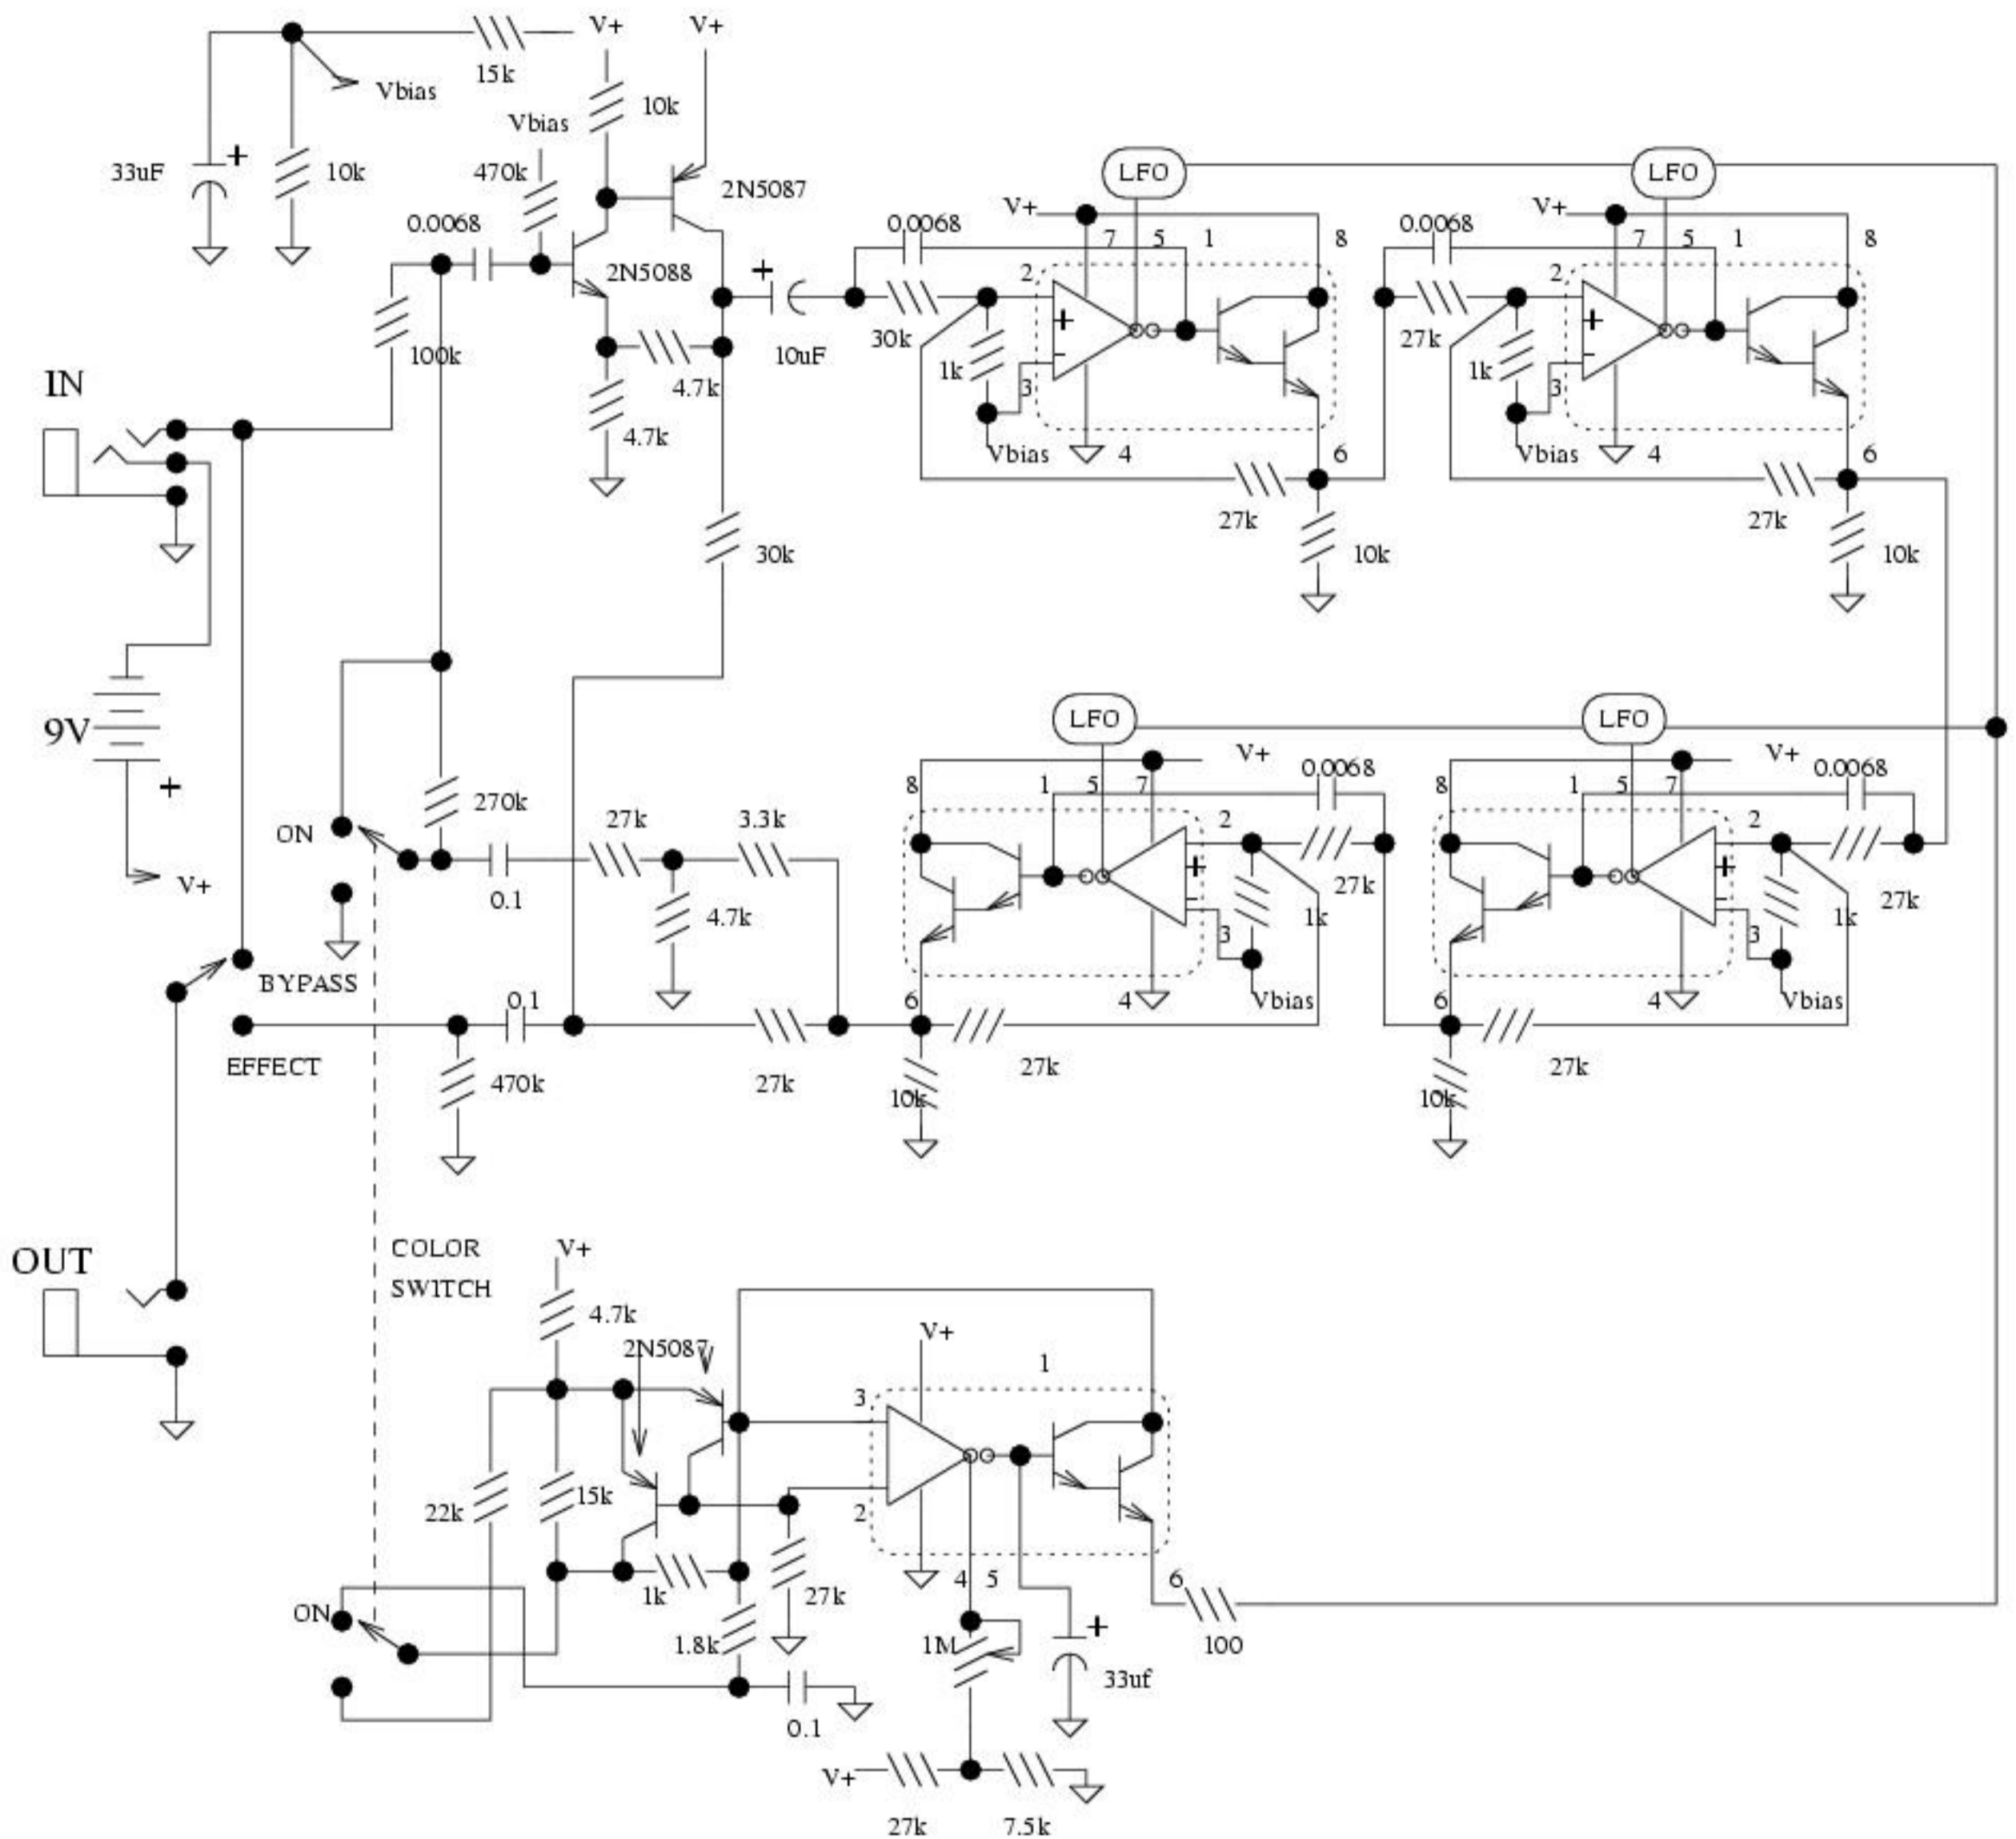 V+
V+
15k
Vbias
10k
Vbias
33uF
+
10k
470k
2N5087
0.0068
2N5088
+
100k
4.7k
10uF
4.7k
IN
30k
LFO
LFO
V+
0.0068
7
5
1
8
2
+
-
30k
1k
3
Vbias
4
6
27k
10k
V+
0.0068
7
5
1
8
2
+
-
27k
1k
3
Vbias
4
6
27k
10k
9V
+
V+
ON
270k
27k
3.3k
0.1
4.7k
BYPASS
0.1
EFFECT
470k
27k
LFO
LFO
V+
0.0068
8
1
5
7
2
+
-
27k
1k
3
6
4
Vbias
27k
10k
V+
0.0068
8
1
5
7
2
+
-
27k
1k
3
6
4
Vbias
27k
10k
OUT
COLOR
SWITCH
V+
4.7k
2N5087
V+
1
3
22k
15k
2
4
5
6
1k
27k
ON
1.8k
1M
+
33uf
100
0.1
V+
27k
7.5k